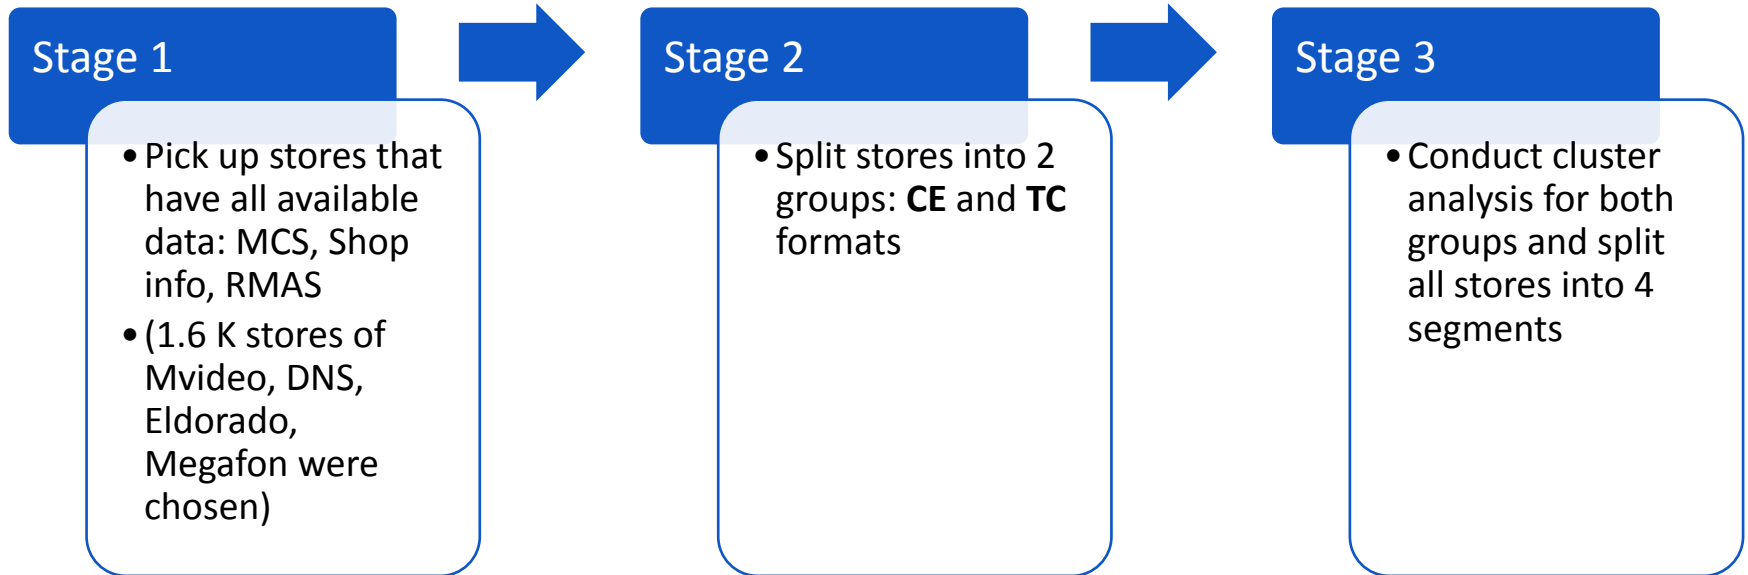 Stage 1
• Pick up stores that
have all available
data: MCS, Shop
info, RMAS
• (1.6 K stores of
Mvideo, DNS,
Eldorado,
Megafon were
chosen)
Stage 2
• Split stores into 2
groups: CE and TC
formats
Stage 3
• Conduct cluster
analysis for both
groups and split
all stores into 4
segments